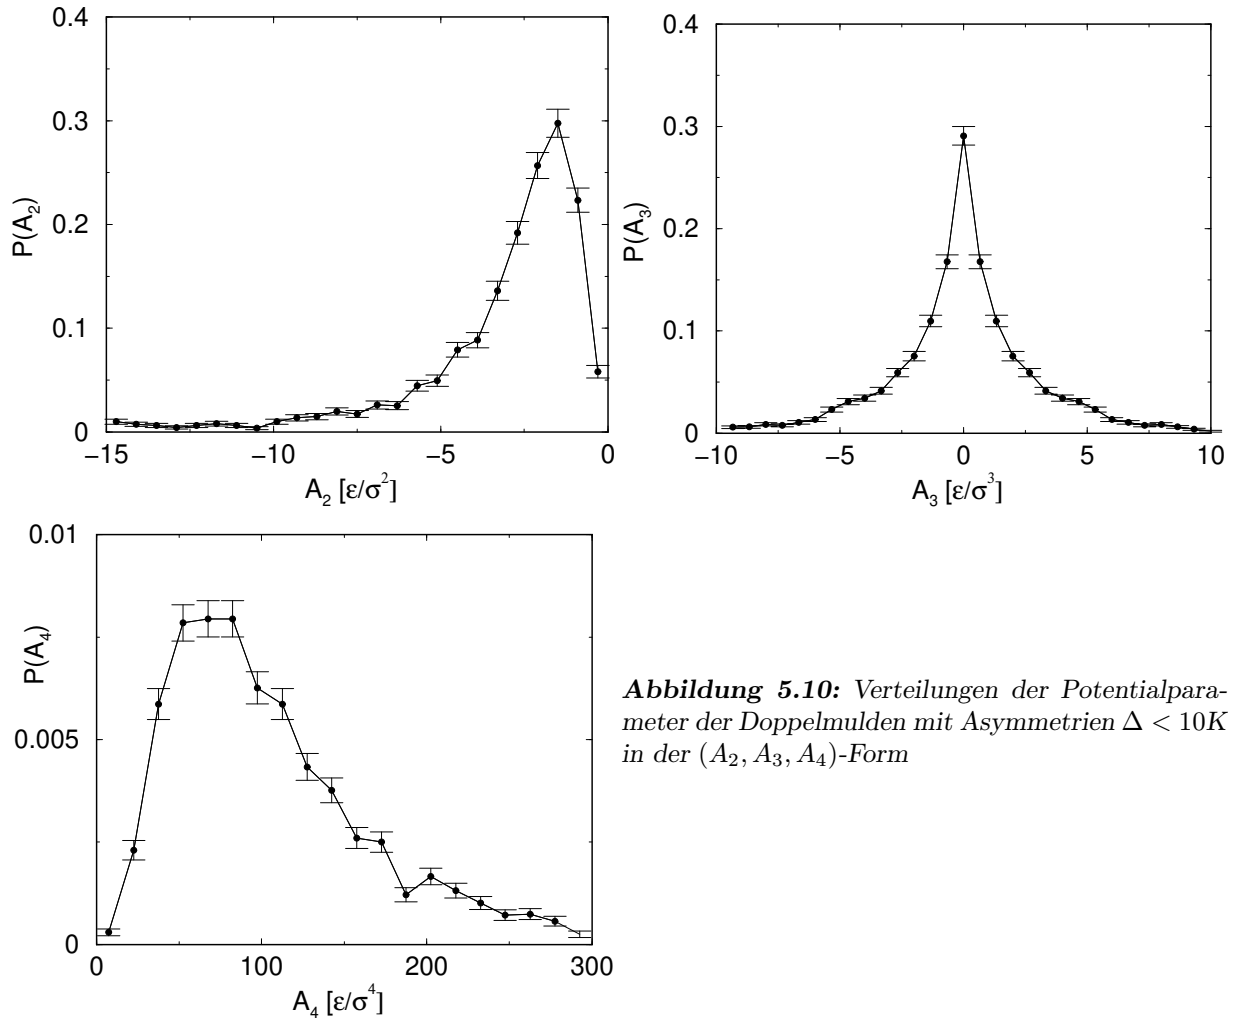 0.4
0.3
0.2
0.1
0
P(A₂)
−15
−10
−5
0
A₂ [ε/σ²]
0.4
0.3
0.2
0.1
0
P(A₃)
−10
−5
0
5
10
A₃ [ε/σ³]
0.01
0.005
0
P(A₄)
0
100
200
300
A₄ [ε/σ⁴]
Abbildung 5.10: Verteilungen der Potentialpara-
meter der Doppelmulden mit Asymmetrien Δ < 10K
in der (A₂, A₃, A₄)-Form